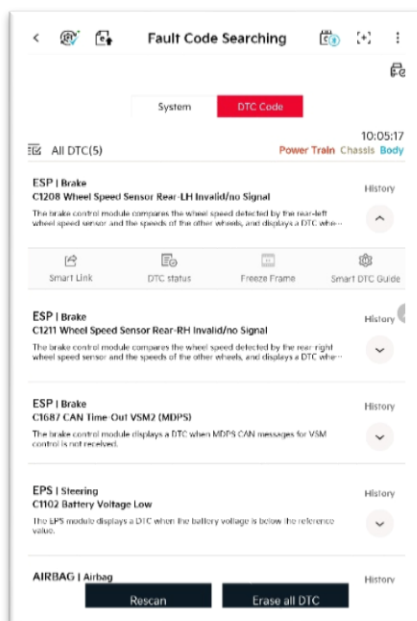 Fault Code Searching
System
DTC Code
10:05:17
All DTC(5)
Power Train Chassis Body
ESP | Brake
History
C1208 Wheel Speed Sensor Rear-LH Invalid/no Signal
The brake control module compares the wheel speed detected by the rear-left
wheel speed sensor and the speeds of the other wheels, and displays a DTC whe...
Smart Link
DTC status
Freeze Frame
Smart DTC Guide
ESP | Brake
History
C1211 Wheel Speed Sensor Rear-RH Invalid/no Signal
The brake control module compares the wheel speed detected by the rear right
wheel speed sensor and the speeds of the other wheels, and displays a DTC whe...
ESP | Brake
History
C1687 CAN Time-Out VSM2 (MDPS)
The brake control module displays a DTC when MDPS CAN messages for VSM
control is not received.
EPS | Steering
History
C1102 Battery Voltage Low
The EPS module displays a DTC when the battery voltage is below the reference
value.
AIRBAG | Airbag
History
Rescan
Erase all DTC